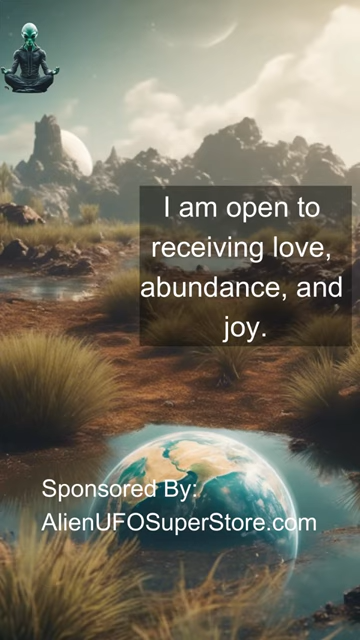 I am open to
receiving love,
abundance, and
joy.
Sponsored By:
AlienUFOSuperStore.com